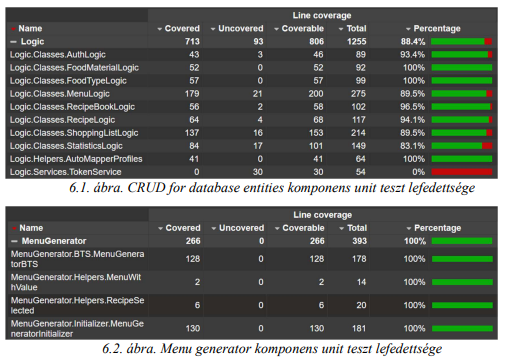 Line coverage
Name Covered Uncovered Coverable Total Percentage
Logic 713 93 806 1255 88.4%
Logic.Classes.AuthLogic 43 3 46 89 93.4%
Logic.Classes.FoodMaterialLogic 52 0 52 92 100%
Logic.Classes.FoodTypeLogic 57 0 57 99 100%
Logic.Classes.MenuLogic 179 21 200 275 89.5%
Logic.Classes.RecipeBookLogic 56 2 58 102 96.5%
Logic.Classes.RecipeLogic 64 4 68 117 94.1%
Logic.Classes.ShoppingListLogic 137 16 153 214 89.5%
Logic.Classes.StatisticsLogic 84 17 101 149 83.1%
Logic.Helpers.AutoMapperProfiles 41 0 41 64 100%
Logic.Services.TokenService 0 30 30 54 0%
6.1. ábra. CRUD for database entities komponens unit teszt lefedettsége
Line coverage
Name Covered Uncovered Coverable Total Percentage
MenuGenerator 266 0 266 393 100%
MenuGenerator.BTS.MenuGenera
torBTS 128 0 128 178 100%
MenuGenerator.Helpers.MenuWit
hValue 2 0 2 14 100%
MenuGenerator.Helpers.RecipeSe
lected 6 0 6 20 100%
MenuGenerator.Initializer.MenuGe
neratorInitializer 130 0 130 181 100%
6.2. ábra. Menu generator komponens unit teszt lefedettsége